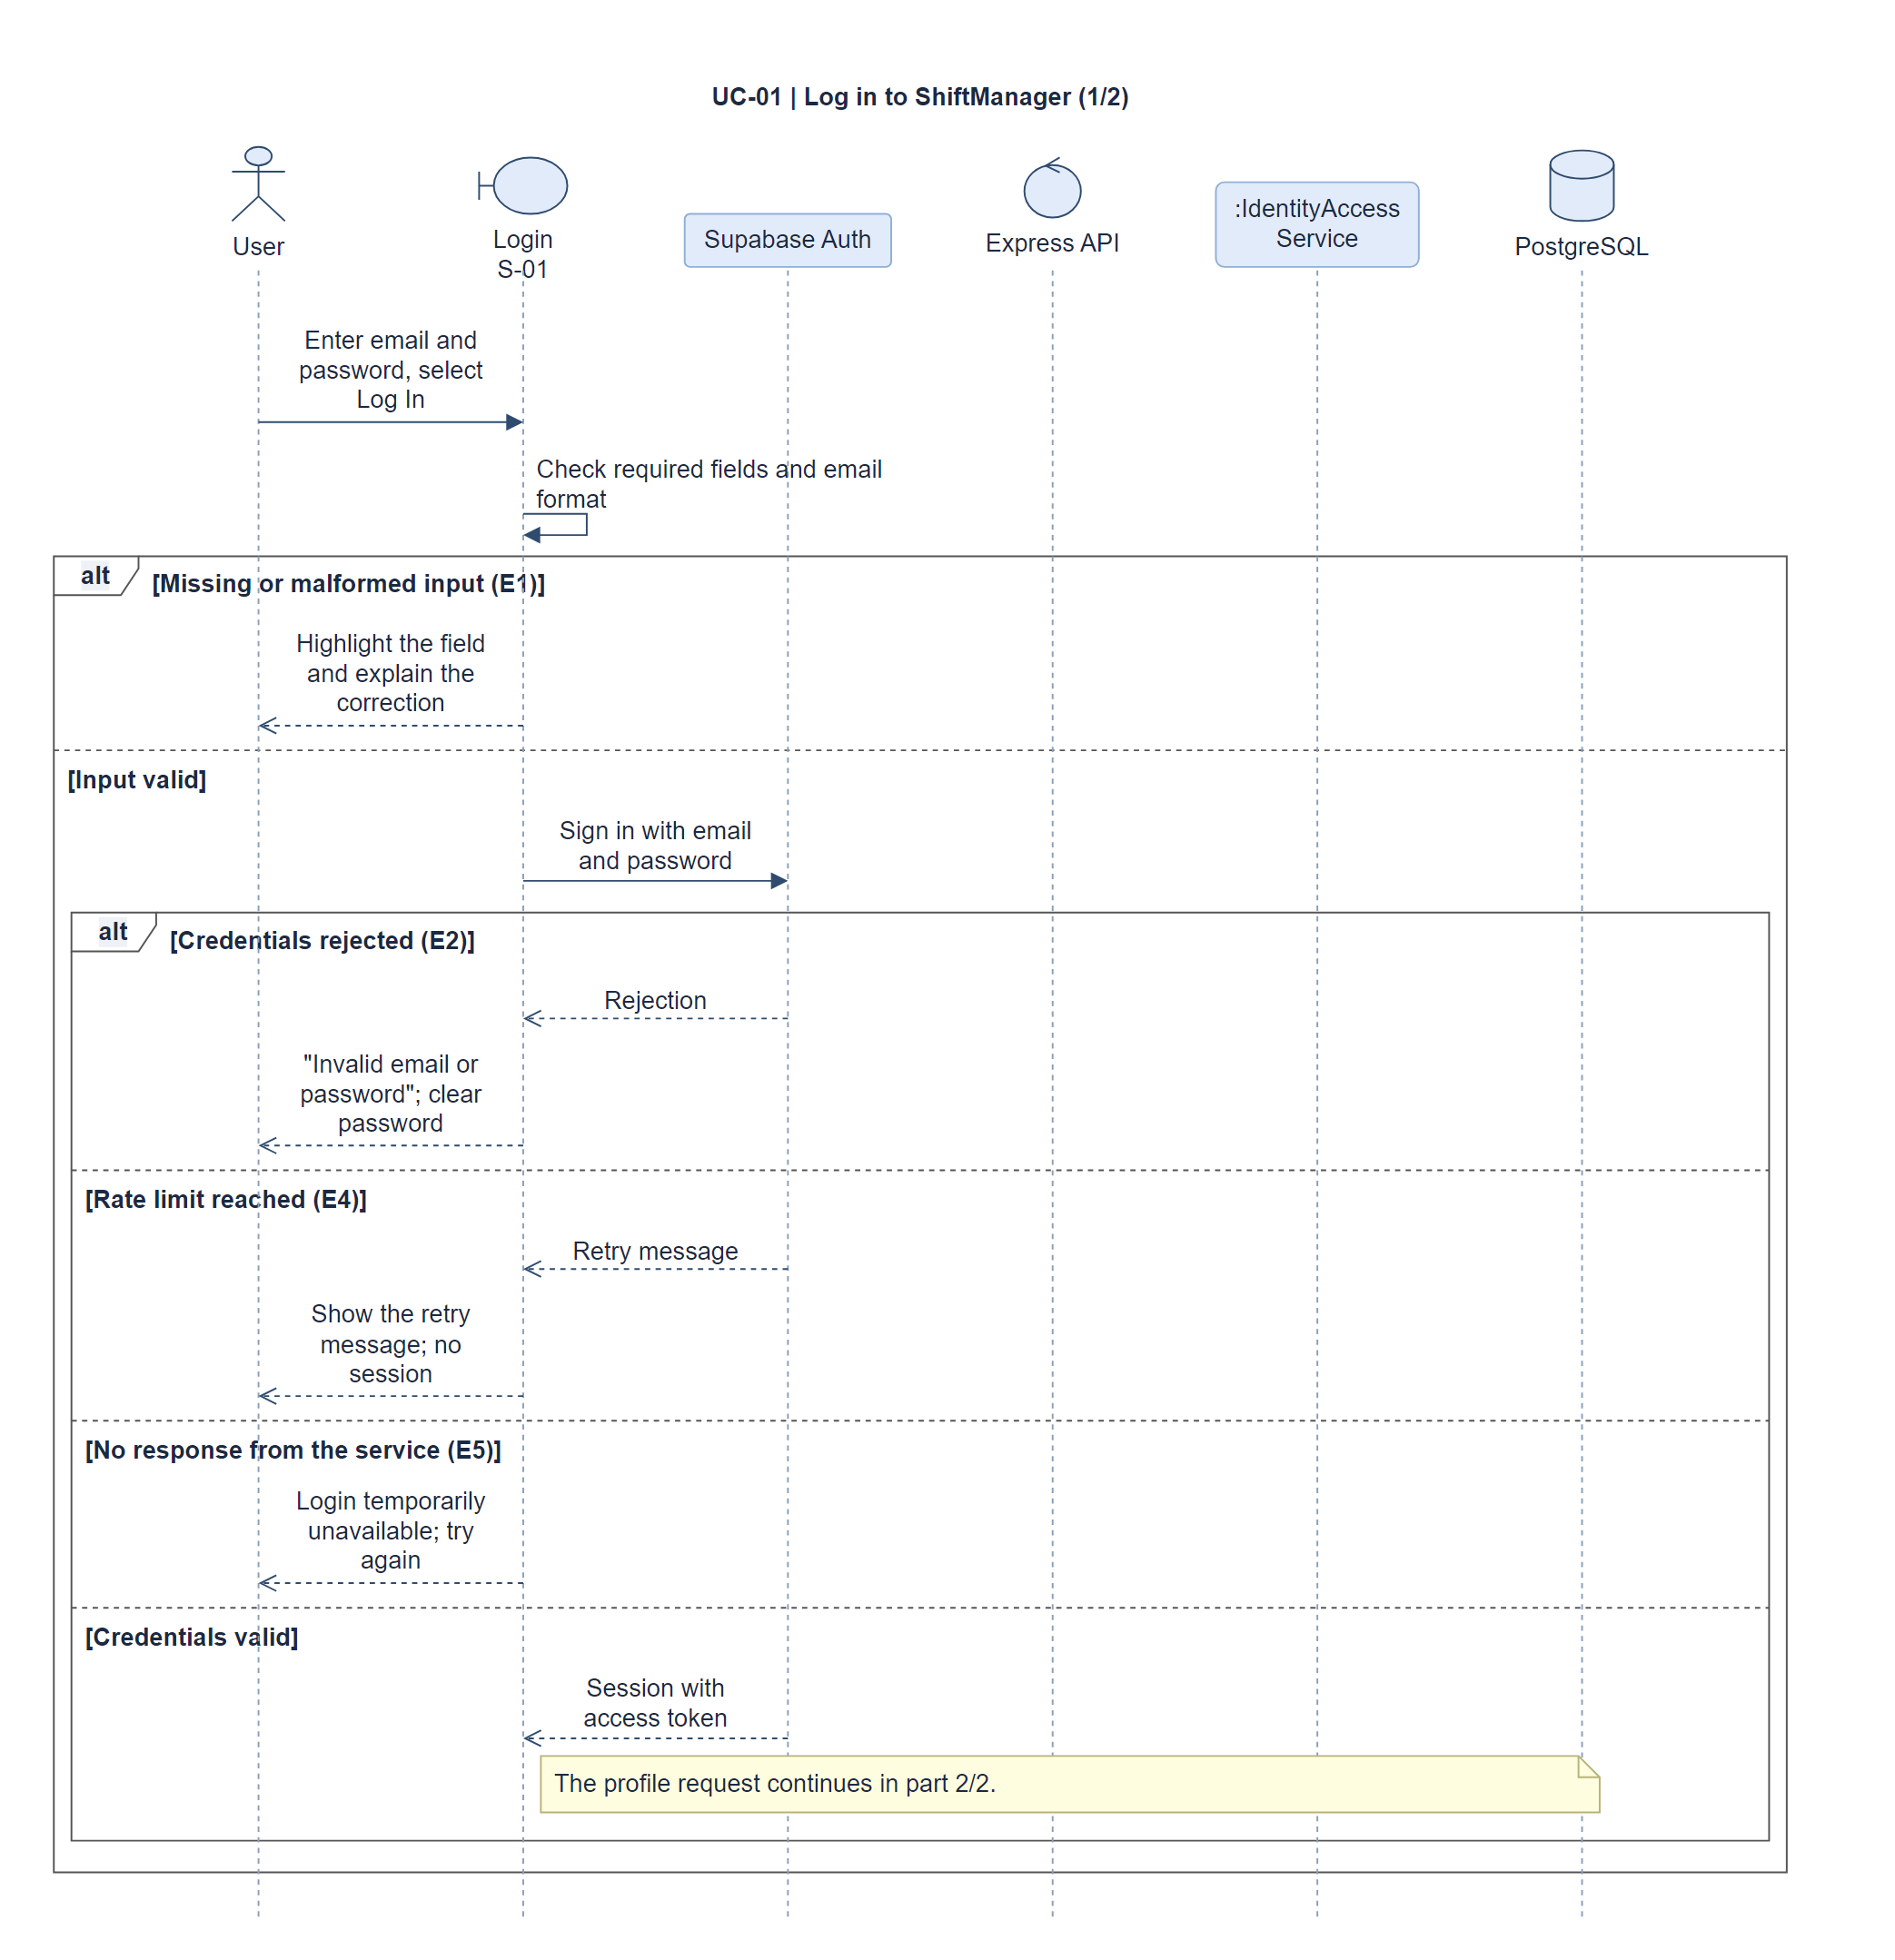 UC-01 | Log in to ShiftManager (1/2)
User
Login
S-01
Supabase Auth
Express API
:IdentityAccess
Service
PostgreSQL
Enter email and
password, select
Log In
Check required fields and email
format
alt
[Missing or malformed input (E1)]
Highlight the field
and explain the
correction
[Input valid]
Sign in with email
and password
alt
[Credentials rejected (E2)]
Rejection
"Invalid email or
password"; clear
password
[Rate limit reached (E4)]
Retry message
Show the retry
message; no
session
[No response from the service (E5)]
Login temporarily
unavailable; try
again
[Credentials valid]
Session with
access token
The profile request continues in part 2/2.